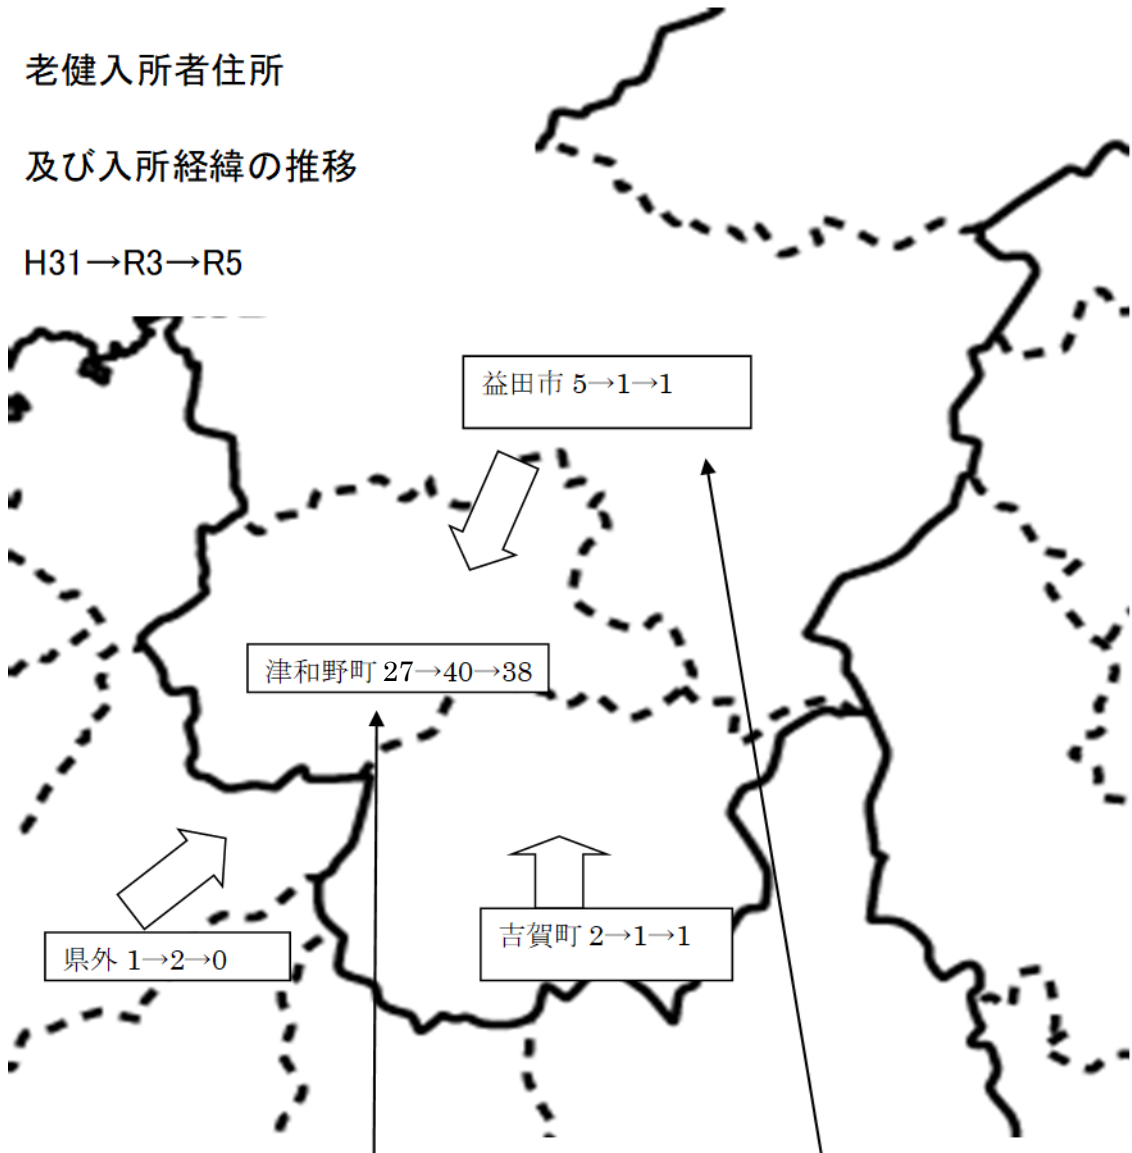 老健入所者住所
及び入所経緯の推移
H31→R3→R5
益田市 5→1→1
津和野町 27→40→38
吉賀町 2→1→1
県外 1→2→0